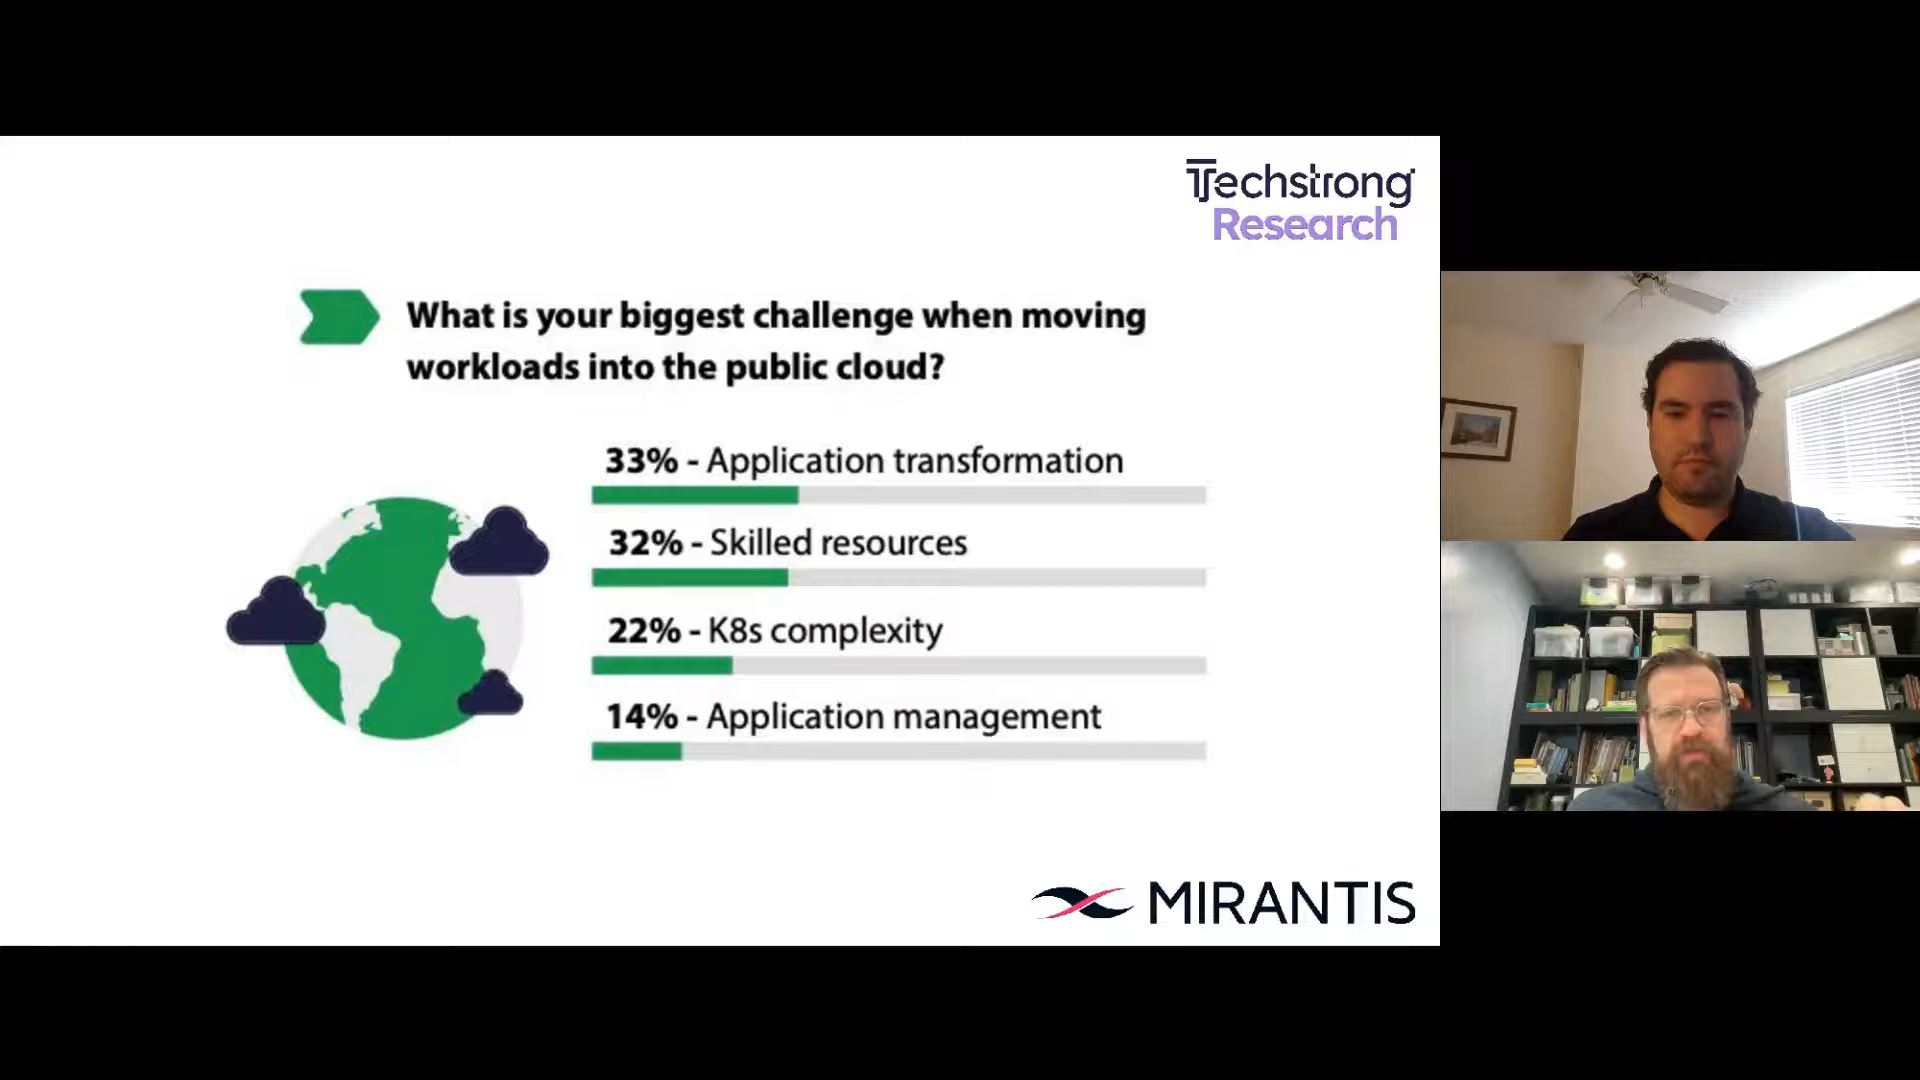 Techstrong
Research
What is your biggest challenge when moving
workloads into the public cloud?
33% - Application transformation
32% - Skilled resources
22% - K8s complexity
14% - Application management
MIRANTIS